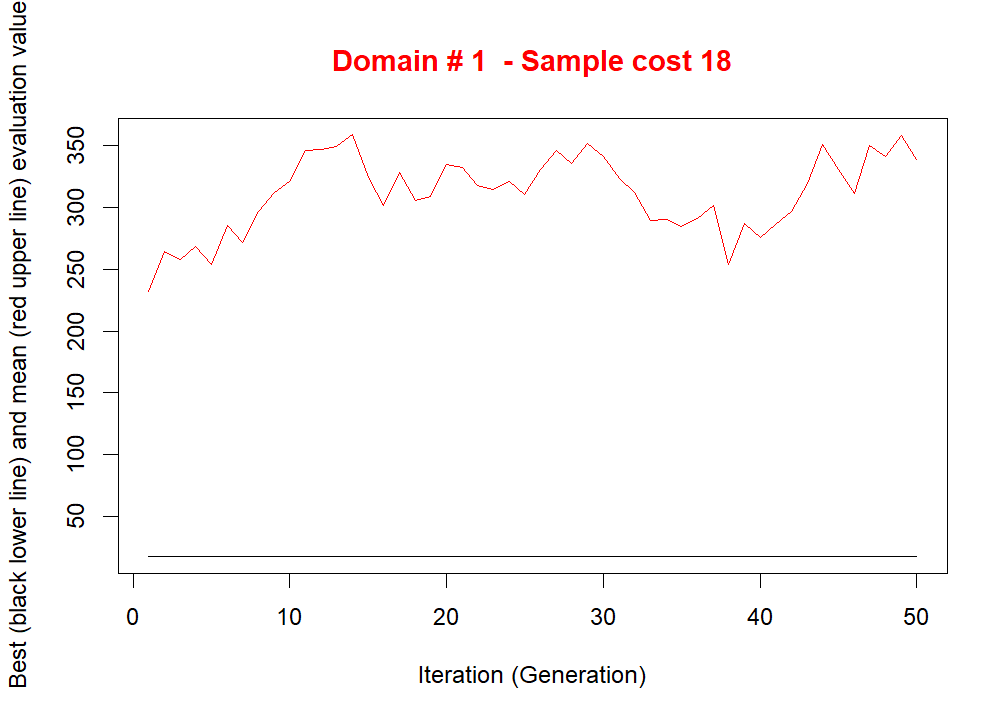 Domain # 1  - Sample cost 18
Best (black lower line) and mean (red upper line) evaluation value
350
300
250
200
150
100
50
0 10 20 30 40 50
Iteration (Generation)